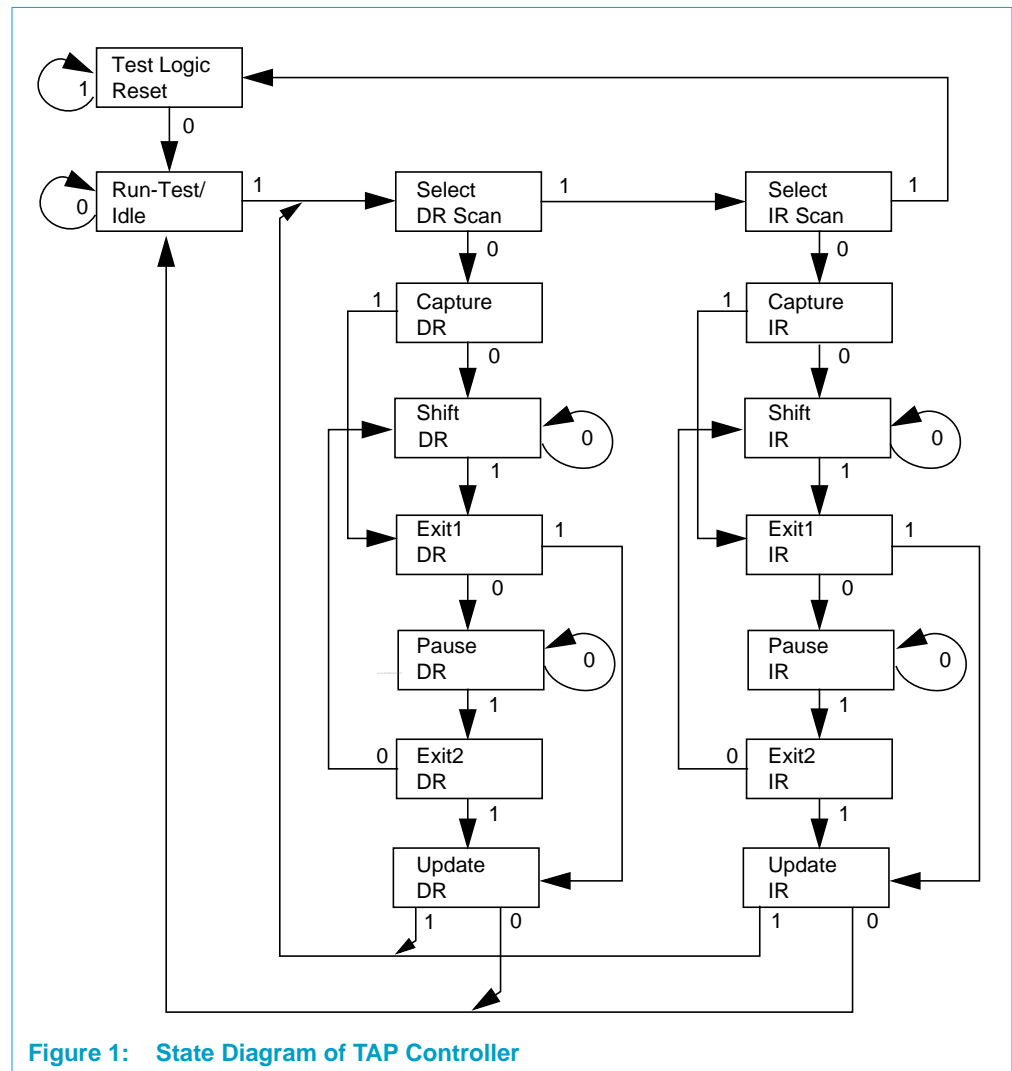 Test Logic
Reset
1
0
Run-Test/
Idle
0
1
Select
DR Scan
1
Select
IR Scan
1
0
0
Capture
DR
1
Capture
IR
1
0
0
Shift
DR
0
Shift
IR
0
1
1
Exit1
DR
1
Exit1
IR
1
0
0
Pause
DR
0
Pause
IR
0
1
1
Exit2
DR
0
Exit2
IR
0
1
1
Update
DR
Update
IR
1
0
1
0
Figure 1: State Diagram of TAP Controller